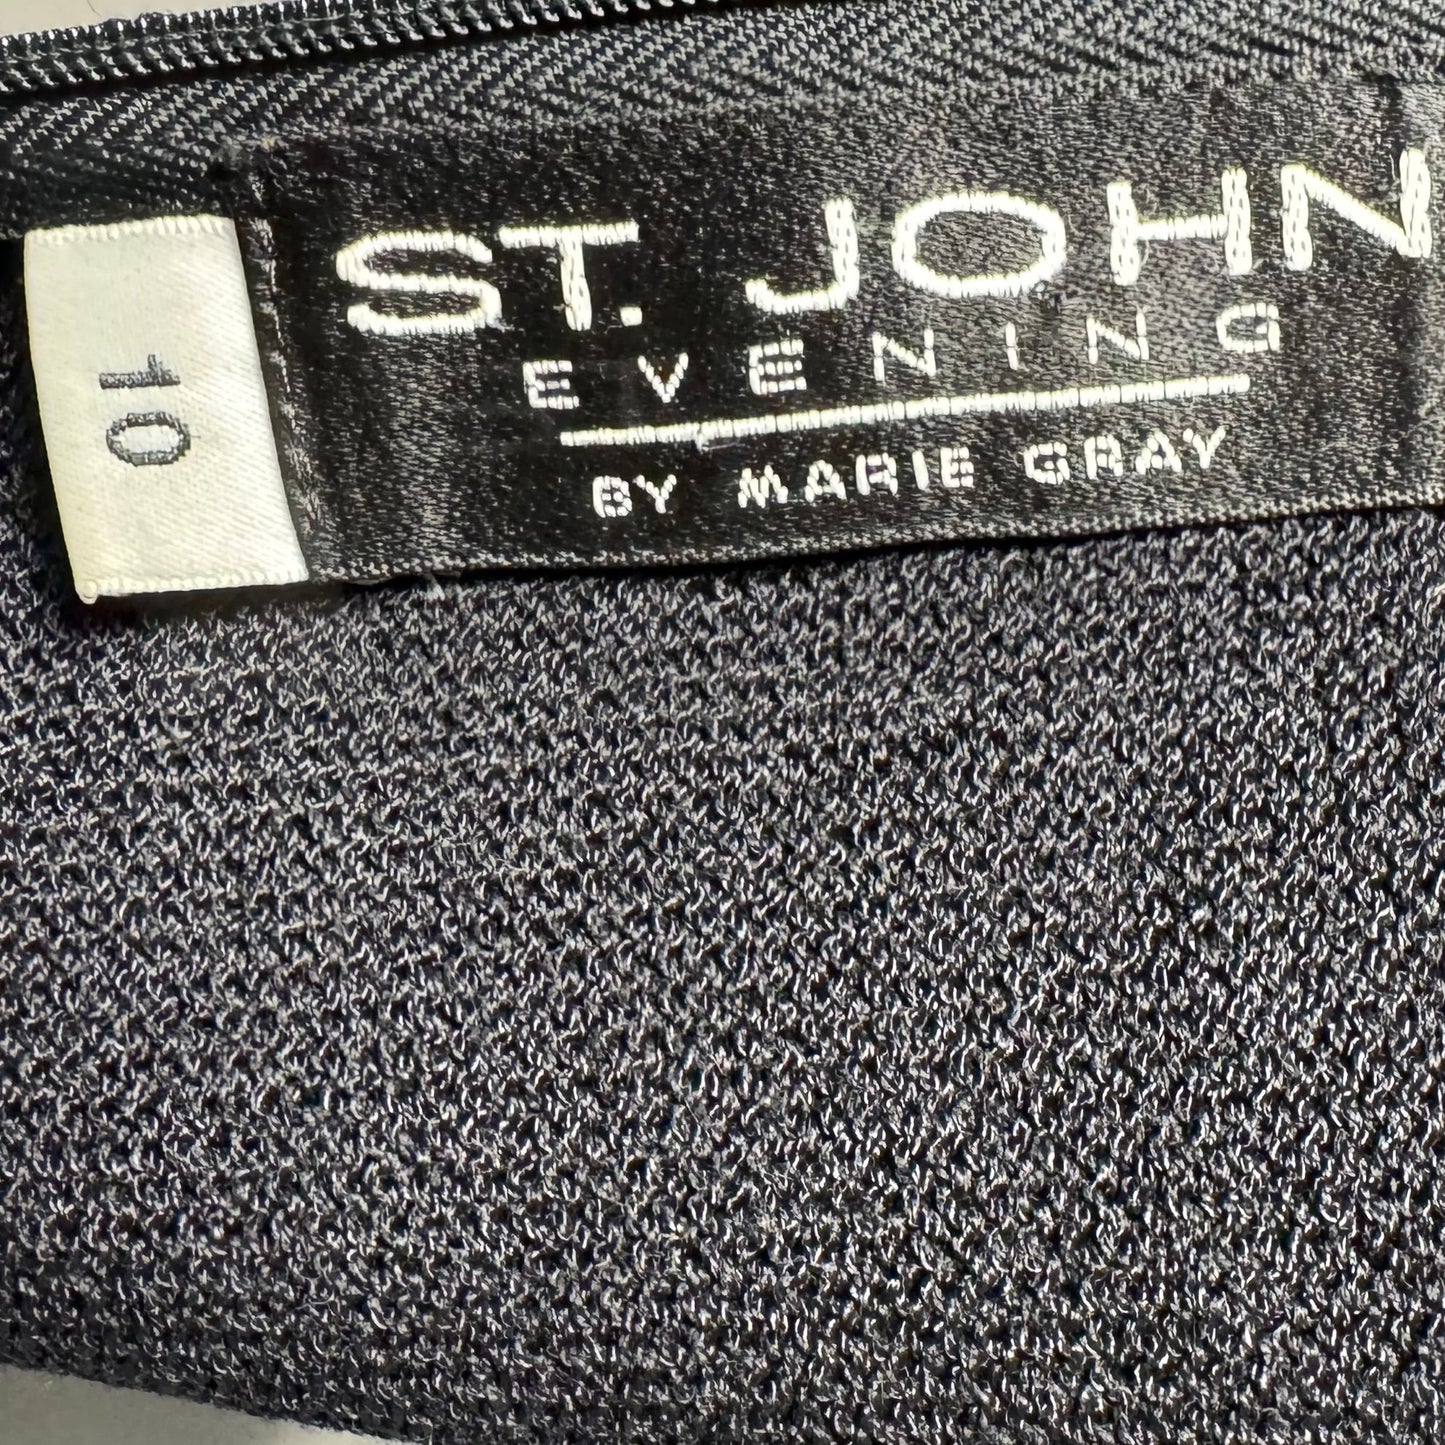 ST. JOHN
EVENING
BY MARIE GRAY
10